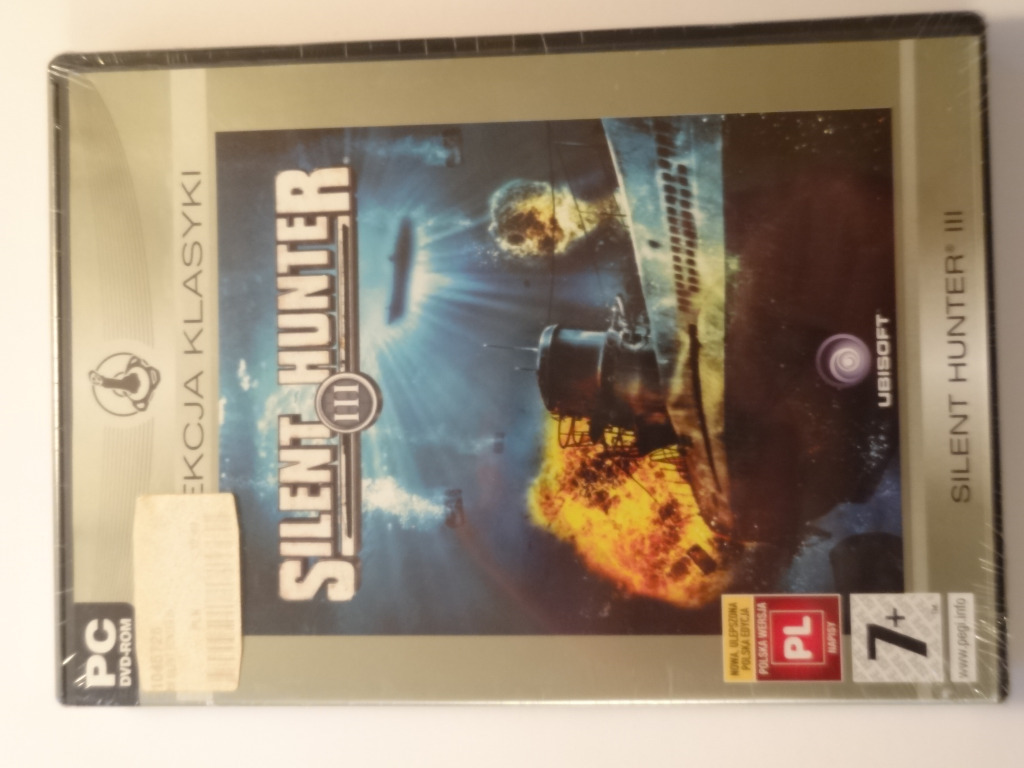 PC
DVD-ROM
EKCJA KLASYKI
SILENT HUNTER
III
NOWA, ULEPSZONA
POLSKA EDYCJA
POLSKA WERSJA
PL
NAPISY
7+
www.pegi.info
UBISOFT
SILENT HUNTER® III